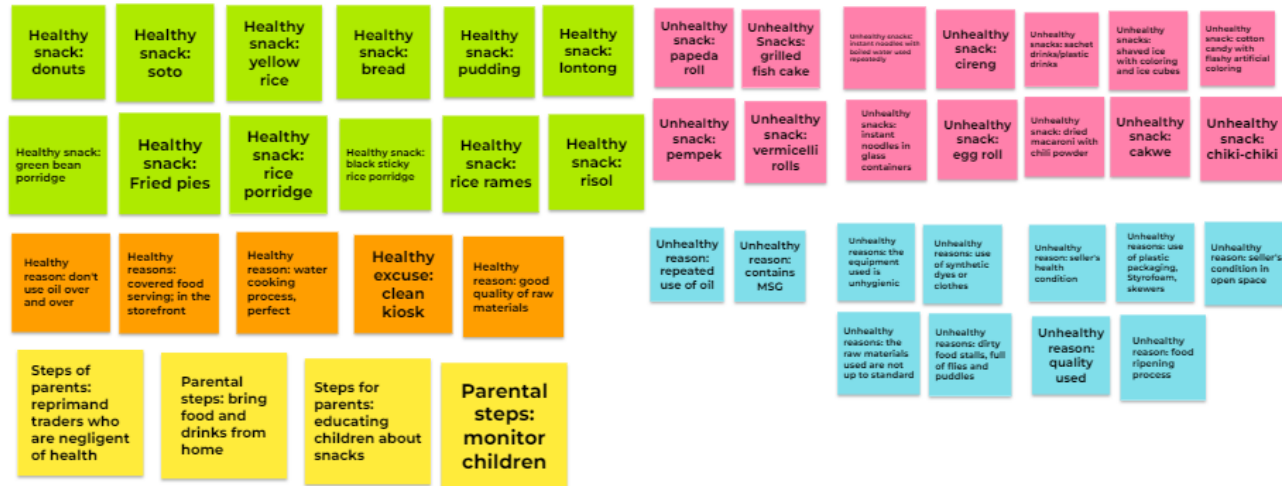 Healthy
snack:
donuts
Healthy
snack:
soto
Healthy
snack:
yellow
rice
Healthy
snack:
bread
Healthy
snack:
pudding
Healthy
snack:
lontong
Healthy snack:
green bean
porridge
Healthy
snack:
Fried pies
Healthy
snack:
rice
porridge
Healthy snack:
black sticky
rice porridge
Healthy
snack:
rice rames
Healthy
snack:
risol
Healthy
reason: don't
use oil over
and over
Healthy
reasons:
covered food
serving; in the
storefront
Healthy
reason: water
cooking
process,
perfect
Healthy
excuse:
clean
kiosk
Healthy
reason: good
quality of raw
materials
Steps of
parents:
reprimand
traders who
are negligent
of health
Parental
steps: bring
food and
drinks from
home
Steps for
parents:
educating
children about
snacks
Parental
steps:
monitor
children
Unhealthy
snack:
papeda
roll
Unhealthy
Snacks:
grilled
fish cake
Unhealthy
snacks: instant noodles with
boiled water used
repeatedly
Unhealthy
snack:
cireng
Unhealthy
snacks: sachet
drinks/plastic
drinks
Unhealthy
snacks:
shaved ice
with coloring
and ice cubes
Unhealthy
snack: cotton
candy with
flashy artificial
coloring
Unhealthy
snack:
pempek
Unhealthy
snack:
vermicelli
rolls
Unhealthy
snacks:
instant
noodles in
glass
containers
Unhealthy
snack:
egg roll
Unhealthy
snack: dried
macaroni with
chili powder
Unhealthy
snack:
cakwe
Unhealthy
snack:
chiki-chiki
Unhealthy
reason:
repeated
use of oil
Unhealthy
reason:
contains
MSG
Unhealthy
reasons: the
equipment
used is
unhygienic
Unhealthy
reasons: use
of synthetic
dyes or
clothes
Unhealthy
reason: seller's
health
condition
Unhealthy
reasons: use
of plastic
packaging,
Styrofoam,
skewers
Unhealthy
reason: seller's
condition in
open space
Unhealthy
reasons: the
raw materials
used are not
up to standard
Unhealthy
reasons: dirty
food stalls, full
of flies and
puddles
Unhealthy
reason:
quality
used
Unhealthy
reason: food
ripening
process